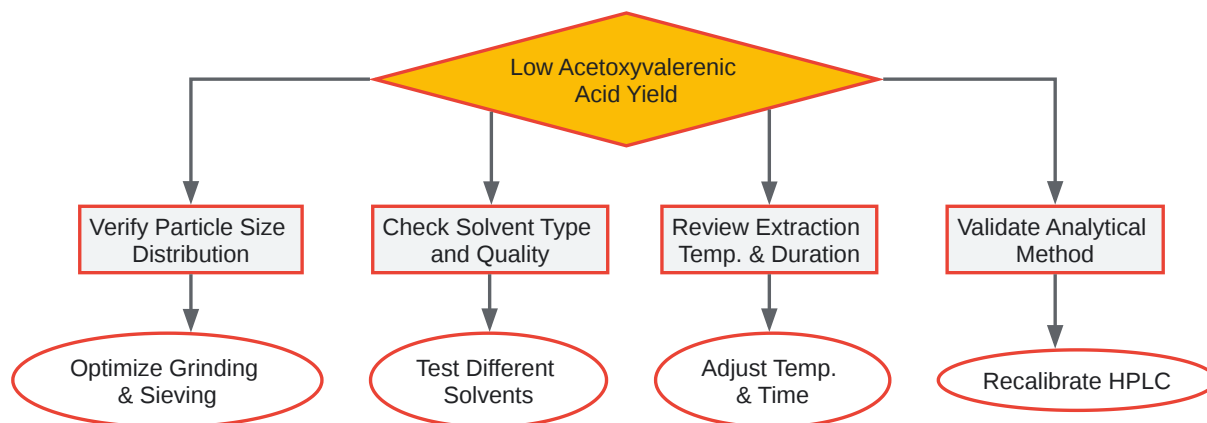 Low Acetoxyvalerenic
Acid Yield
Verify Particle Size
Distribution
Check Solvent Type
and Quality
Review Extraction
Temp. & Duration
Validate Analytical
Method
Optimize Grinding
& Sieving
Test Different
Solvents
Adjust Temp.
& Time
Recalibrate HPLC